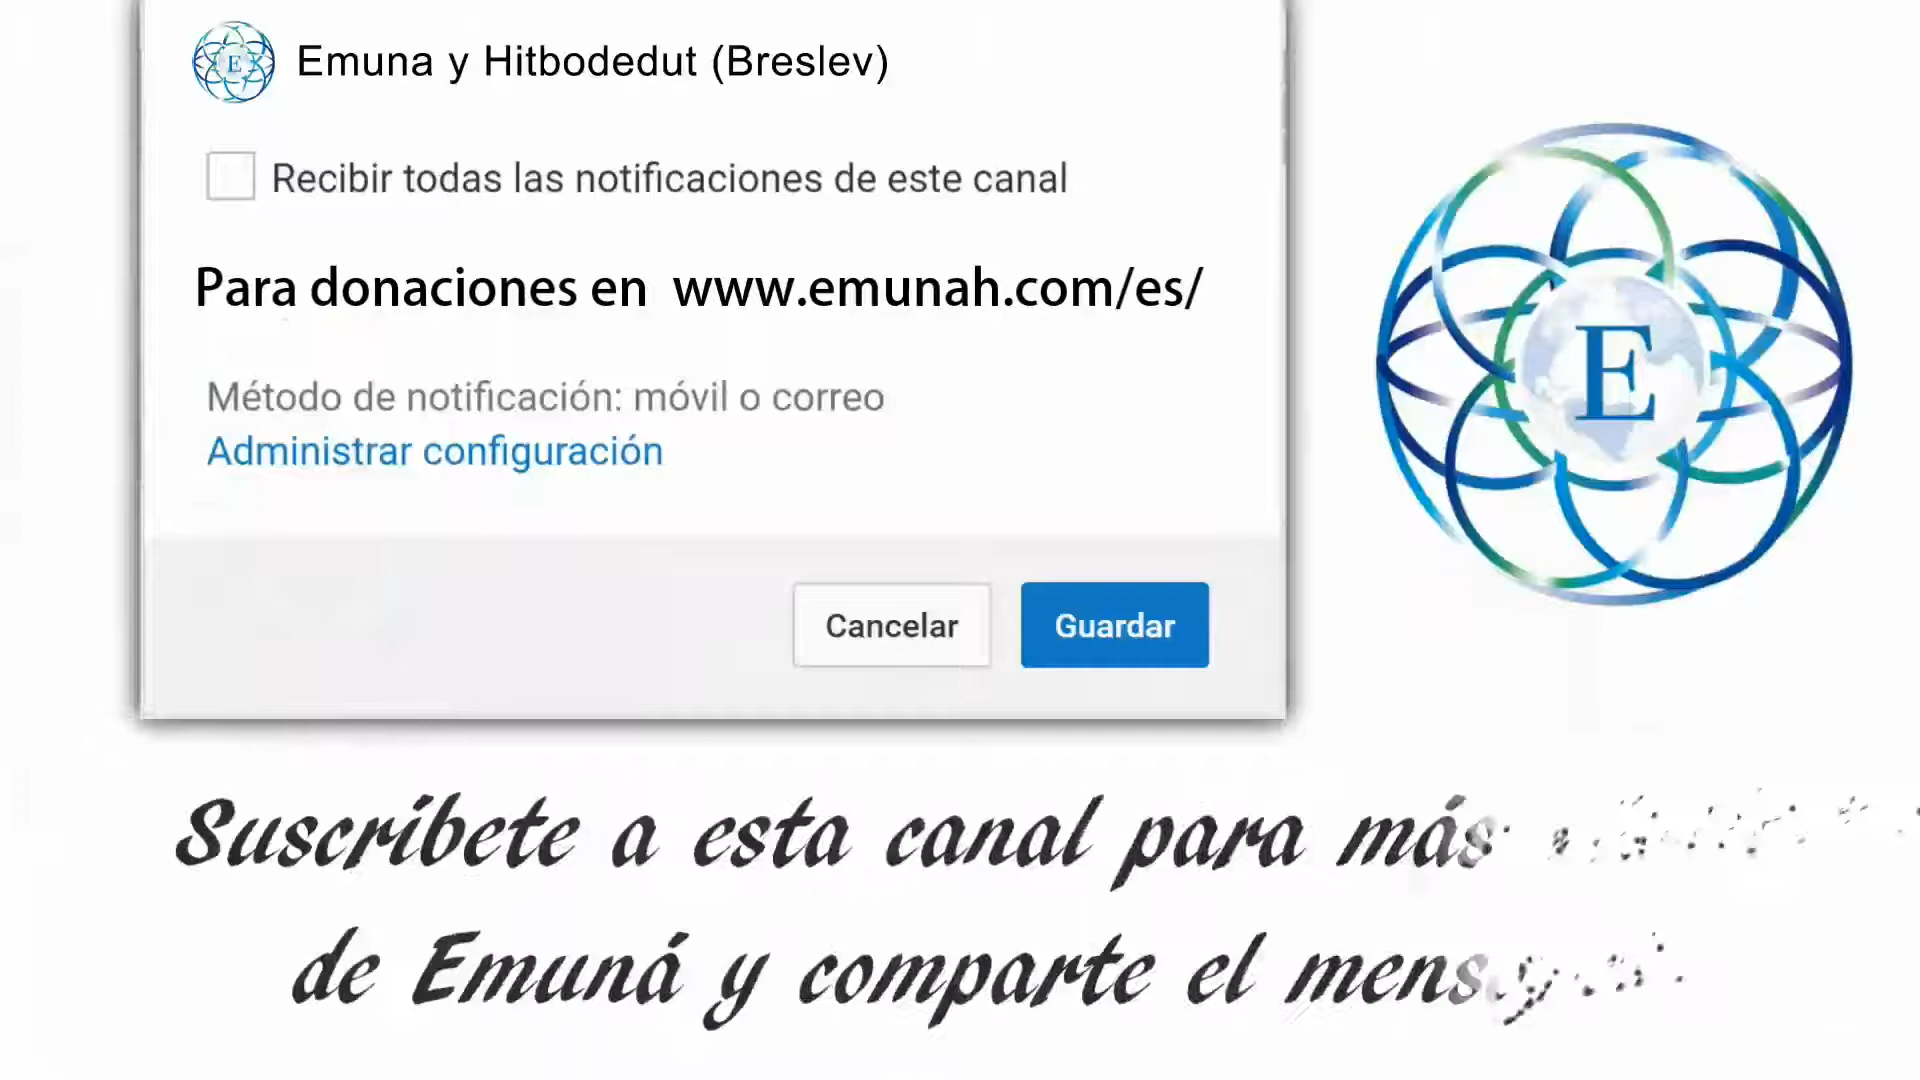 E
Emuna y Hitbodedut (Breslev)
Recibir todas las notificaciones de este canal
Para donaciones en www.emunah.com/es/
Método de notificación: móvil o correo
Administrar configuración
Cancelar
Guardar
E
Suscríbete a esta canal para más
de Emuná y comparte el